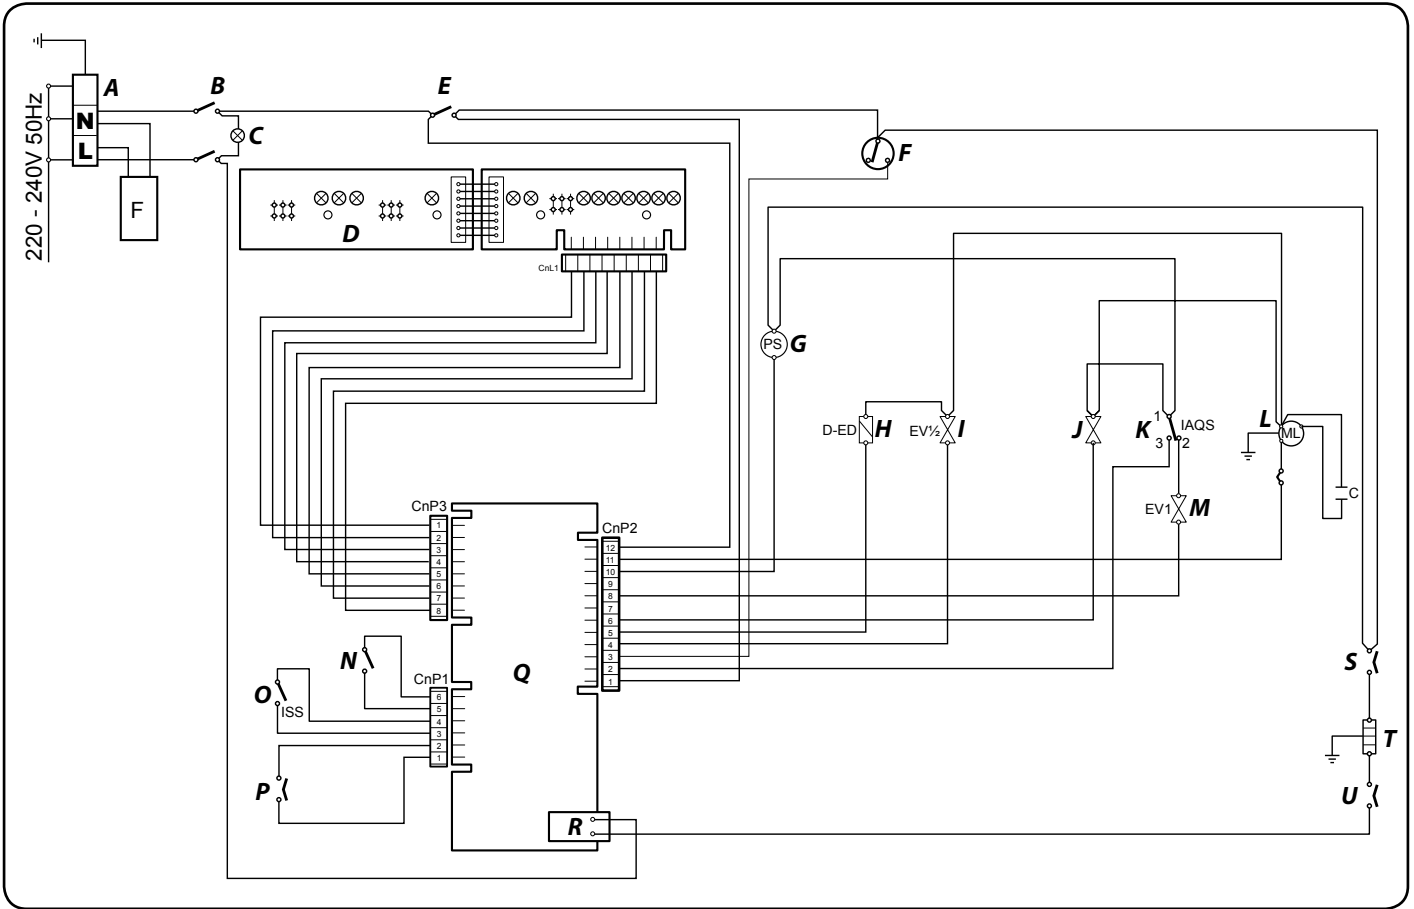 A
B
E
220 - 240V 50Hz
N
L
C
F
F
D
CnL1
PS
G
D-ED
H
EV½
I
J
K
1
IAQS
3
2
L
ML
C
EV1
M
CnP3
1
2
3
4
5
6
7
8
CnP2
12
11
10
9
8
7
6
5
4
3
2
1
N
Q
CnP1
6
5
4
3
2
1
O
ISS
P
R
S
T
U